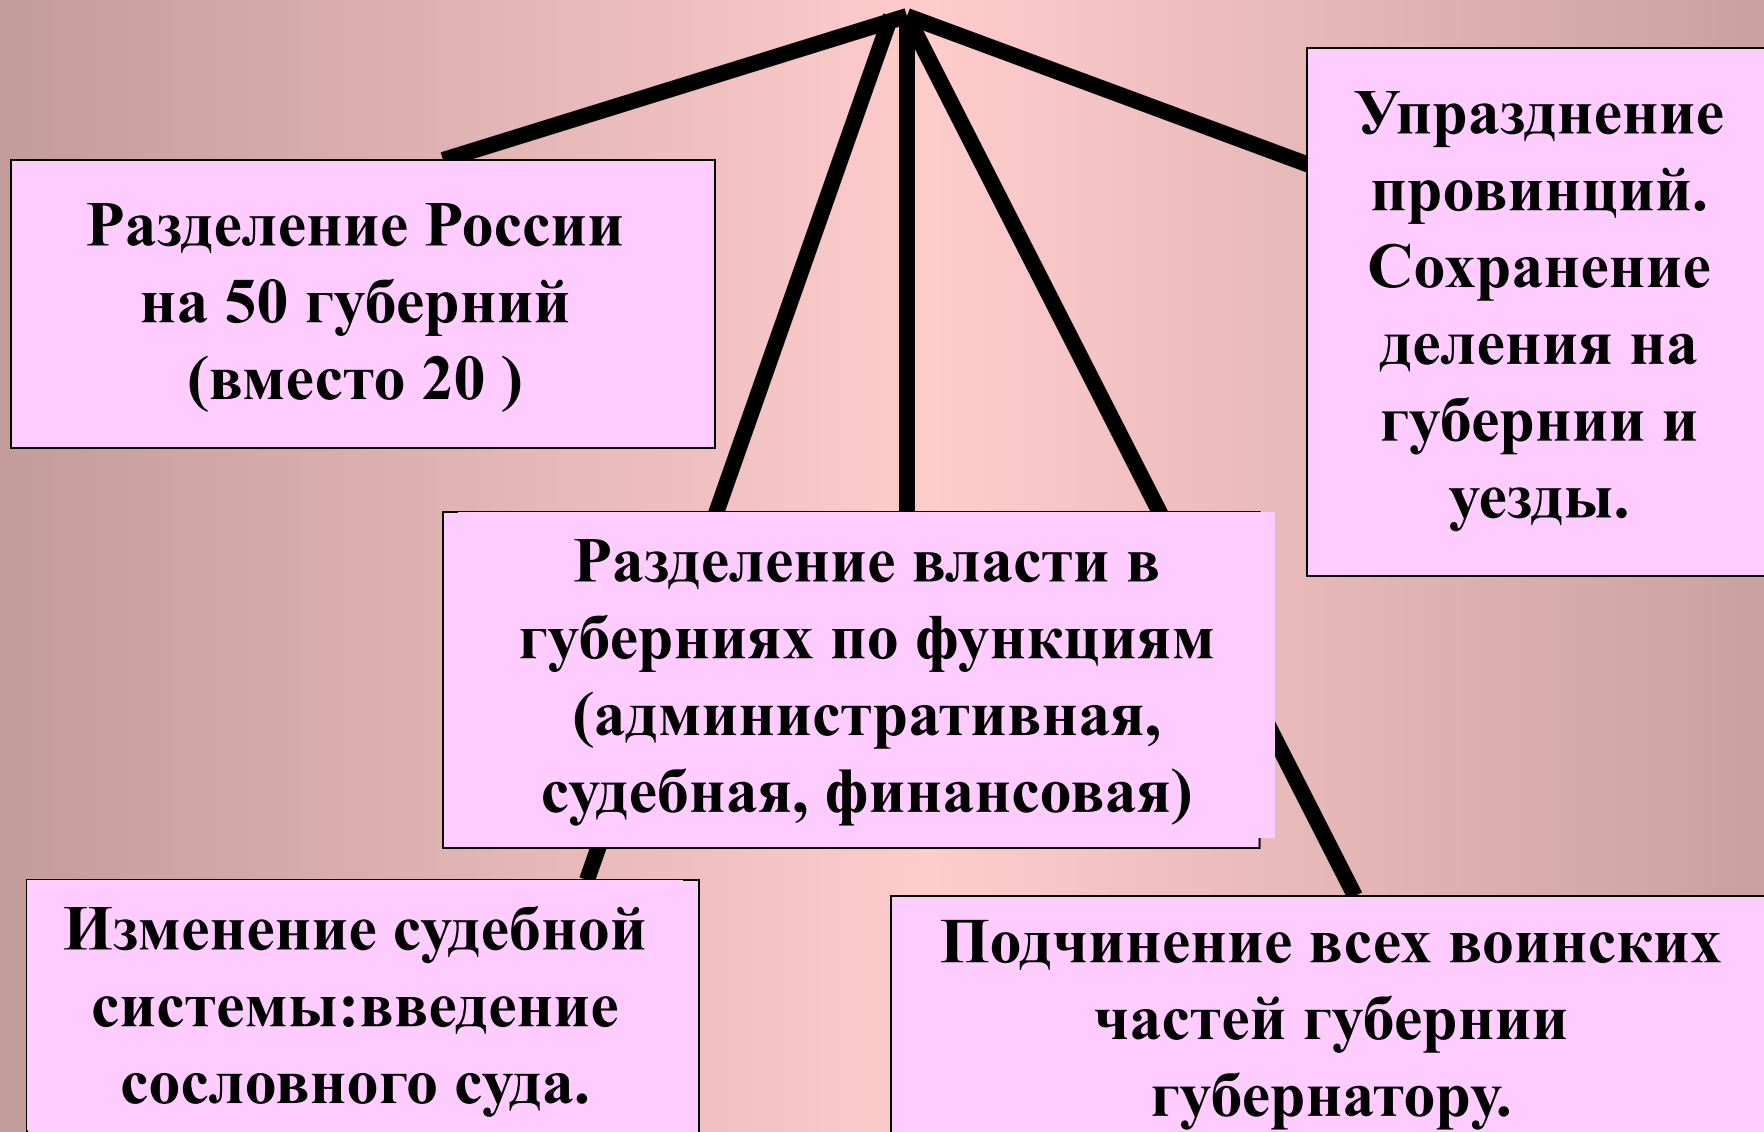 Разделение России
на 50 губерний
(вместо 20 )
Упразднение
провинций.
Сохранение
деления на
губернии и
уезды.
Разделение власти в
губерниях по функциям
(административная,
судебная, финансовая)
Изменение судебной
системы:введение
сословного суда.
Подчинение всех воинских
частей губернии
губернатору.